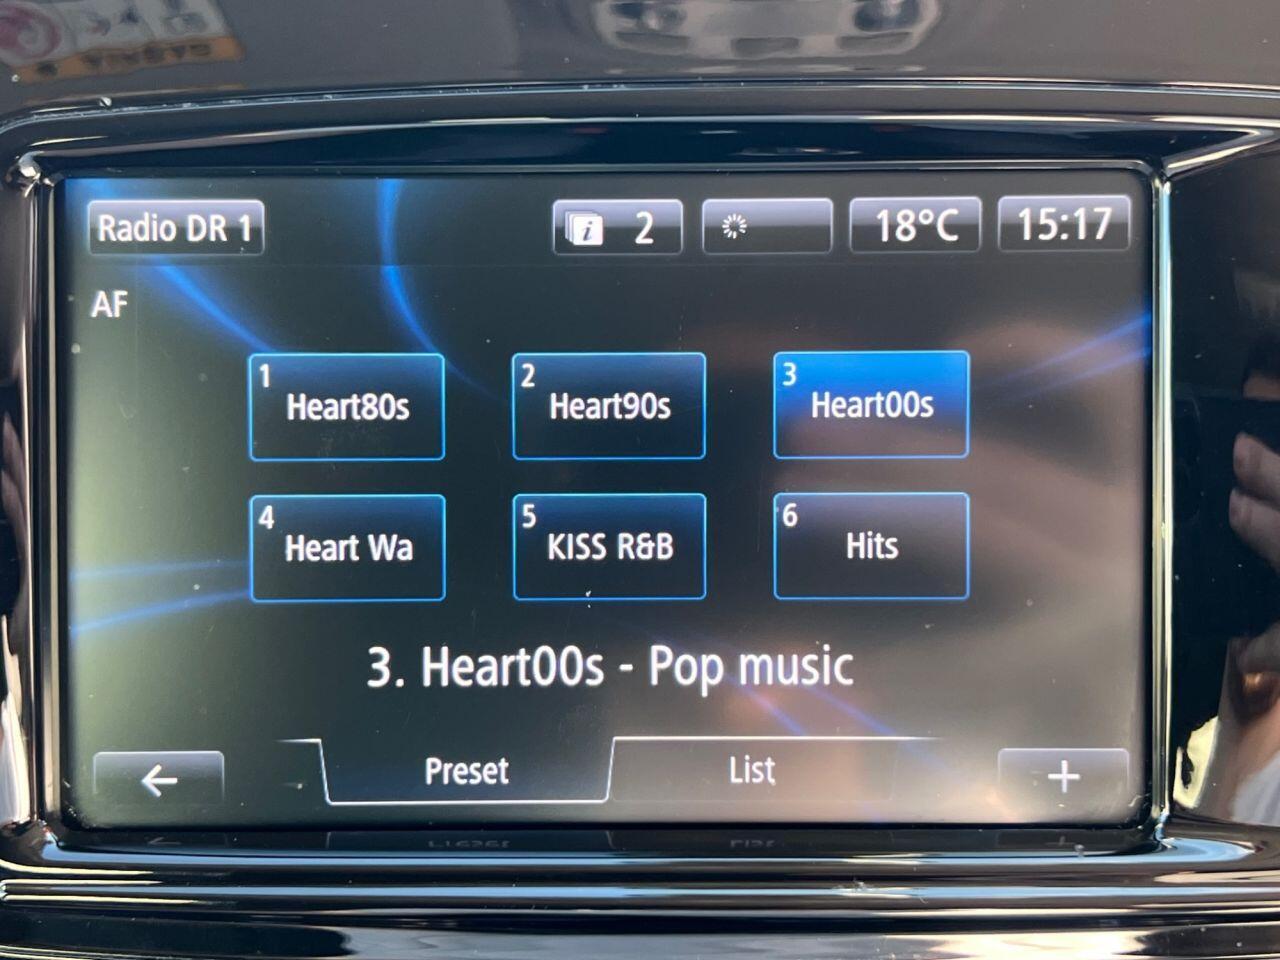 Radio DR 1
i 2
18°C
15:17
AF
1
Heart80s
2
Heart90s
3
Heart00s
4
Heart Wa
5
KISS R&B
6
Hits
3. Heart00s - Pop music
Preset
List